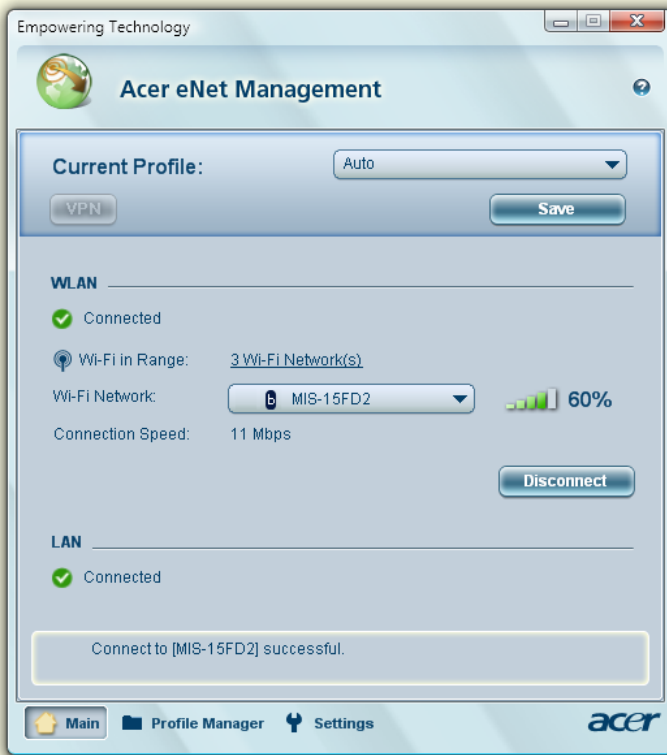 Empowering Technology
Acer eNet Management
Current Profile:
Auto
VPN
Save
WLAN
Connected
Wi-Fi in Range: 3 Wi-Fi Network(s)
Wi-Fi Network: b MIS-15FD2 60%
Connection Speed: 11 Mbps
Disconnect
LAN
Connected
Connect to [MIS-15FD2] successful.
Main Profile Manager Settings acer